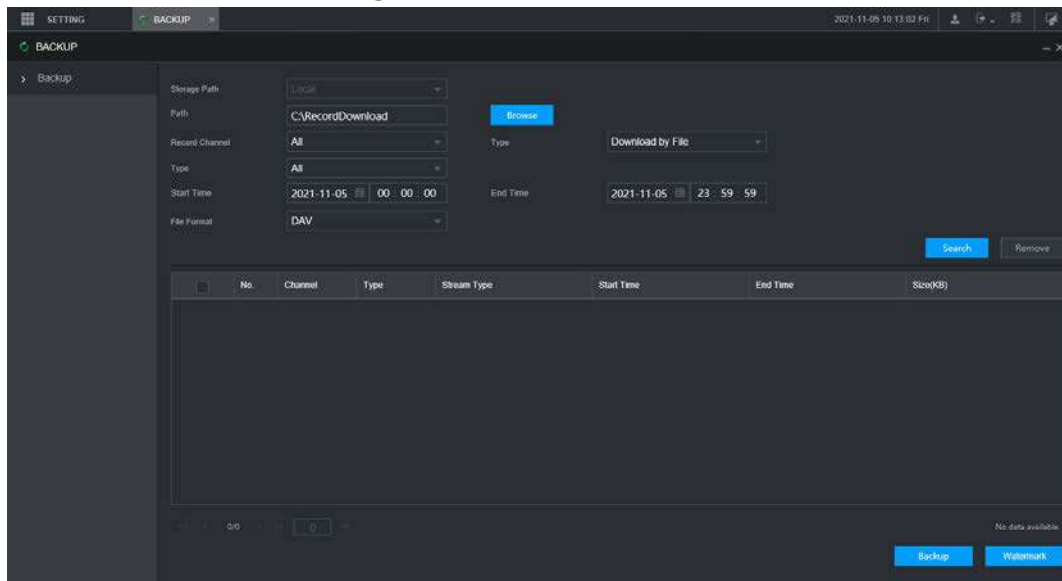 SETTING BACKUP × 2021-11-05 10:13:02 Fri
BACKUP
> Backup
Storage Path Local
Path C:\RecordDownload Browse
Record Channel All Type Download by File
Type All
Start Time 2021-11-05 00 : 00 : 00 End Time 2021-11-05 23 : 59 : 59
File Format DAV
Search Remove
No. Channel Type Stream Type Start Time End Time Size(KB)
0/0 0 No data available.
Backup Watermark